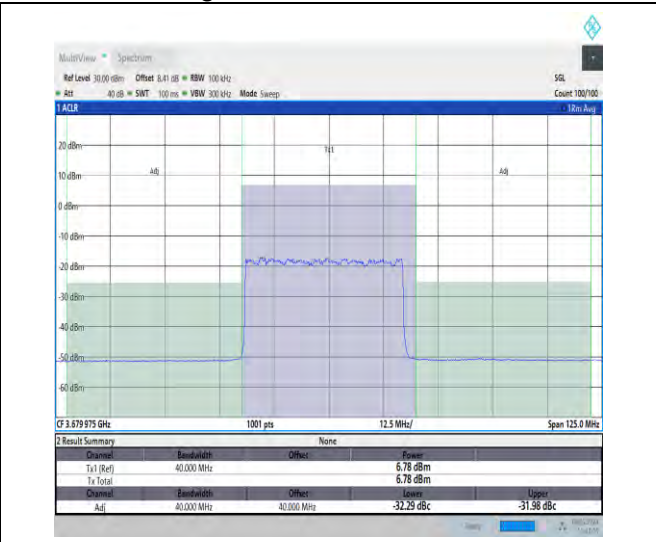 MultiView Spectrum
Ref Level 30.00 dBm Offset 8.41 dB RBW 100 kHz SGL
Att 40 dB SWT 100 ms VBW 300 kHz Mode Sweep Count 100/100
1 ACLR 1Rm Avg
20 dBm
Tx1
Adj Adj
10 dBm
0 dBm
-10 dBm
-20 dBm
-30 dBm
-40 dBm
-50 dBm
-60 dBm
CF 3.679975 GHz 1001 pts 12.5 MHz/ Span 125.0 MHz
2 Result Summary None
Channel Bandwidth Offset Power
Tx1 (Ref) 40.000 MHz 6.78 dBm
Tx Total 6.78 dBm
Channel Bandwidth Offset Lower Upper
Adj 40.000 MHz 40.000 MHz -32.29 dBc -31.98 dBc
Ready